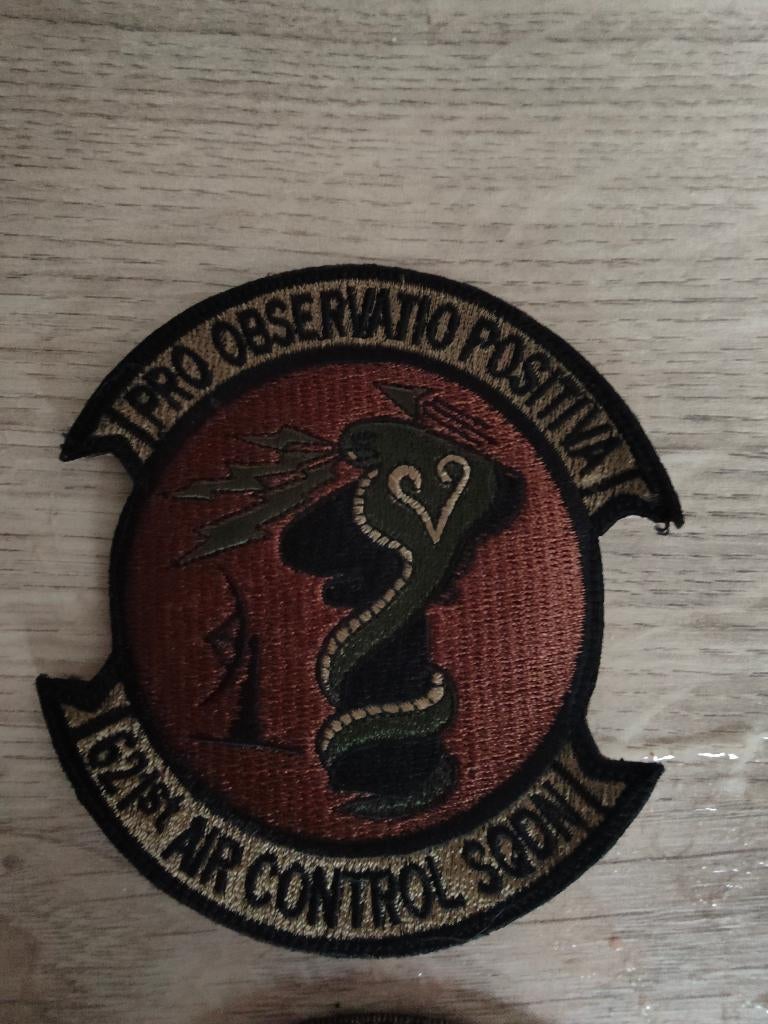 PRO OBSERVATIO POSITIVA
621st AIR CONTROL SQDN